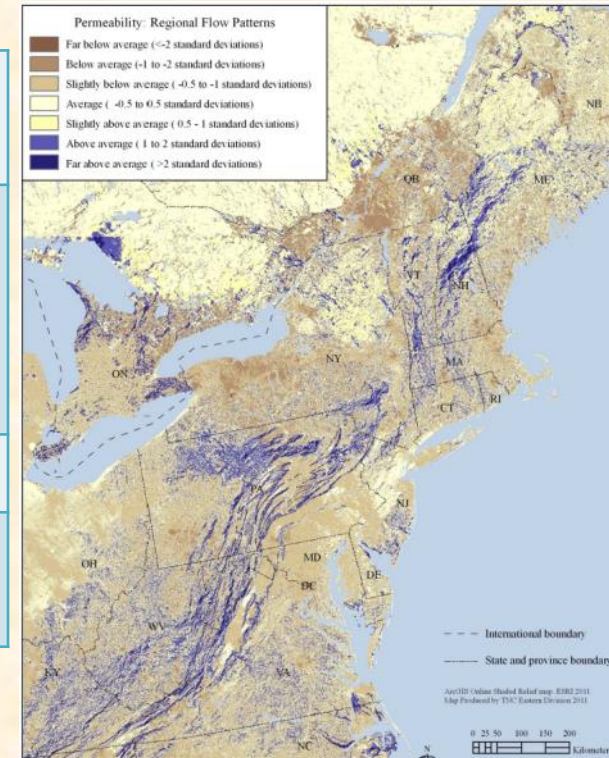 Permeability: Regional Flow Patterns
Far below average (<-2 standard deviations)
Below average (-1 to -2 standard deviations)
Slightly below average ( -0.5 to -1 standard deviations)
Average ( -0.5 to 0.5 standard deviations)
Slightly above average ( 0.5 - 1 standard deviations)
Above average ( 1 to 2 standard deviations)
Far above average ( >2 standard deviations)
NB
QB
ME
VT
NH
ON
NY
MA
CT
RI
PA
NJ
OH
MD
DC
DE
WV
KY
VA
NC
International boundary
State and province boundary
ArcGIS Online Shaded Relief map, ESRI 2011
Map Produced by TNC Eastern Division 2011
0 25 50 100 150 200
Kilometer
N